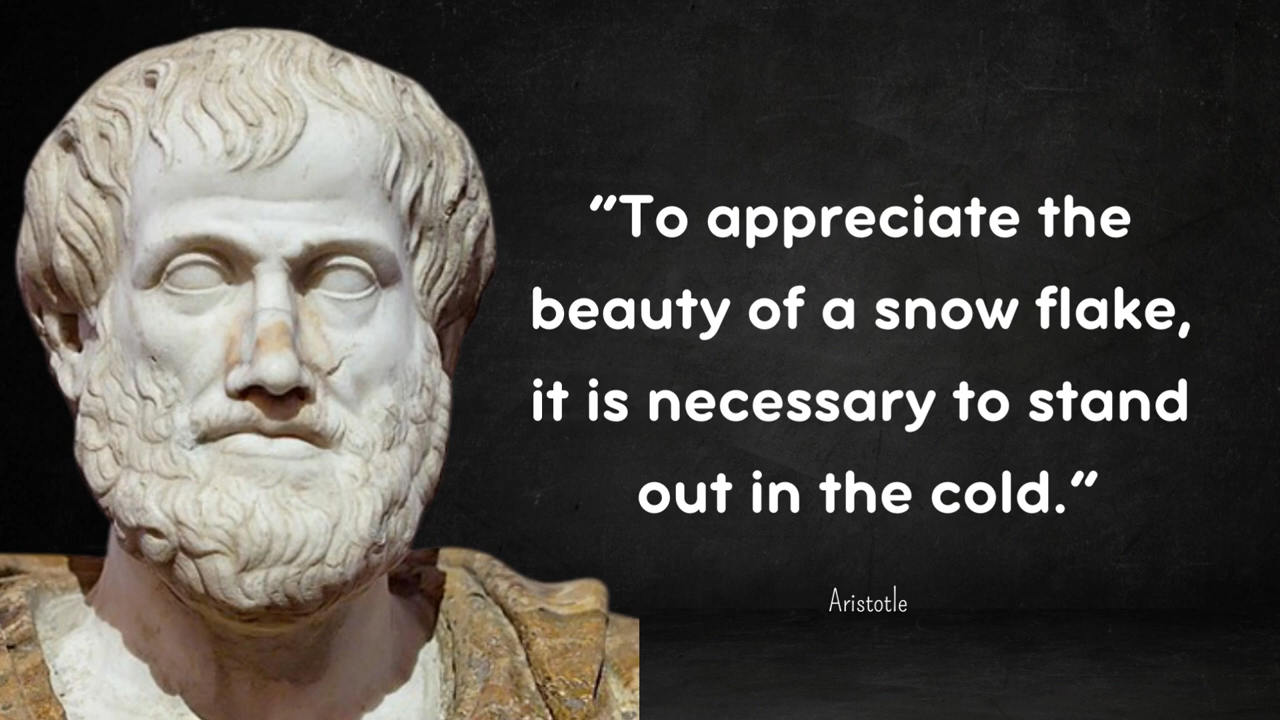 "To appreciate the
beauty of a snow flake,
it is necessary to stand
out in the cold."
Aristotle